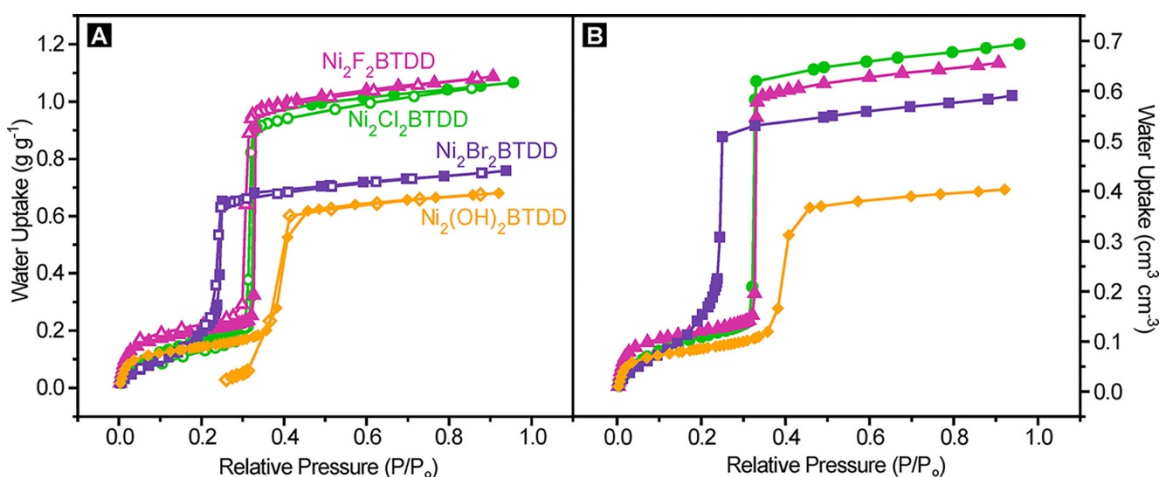 A
Ni₂F₂BTDD
Ni₂Cl₂BTDD
Ni₂Br₂BTDD
Ni₂(OH)₂BTDD
Water Uptake (g g⁻¹)
1.2
1.0
0.8
0.6
0.4
0.2
0.0
0.0 0.2 0.4 0.6 0.8 1.0
Relative Pressure (P/Pₒ)
B
0.7
0.6
0.5
0.4
0.3
0.2
0.1
0.0
Water Uptake (cm³ cm⁻³)
0.0 0.2 0.4 0.6 0.8 1.0
Relative Pressure (P/Pₒ)